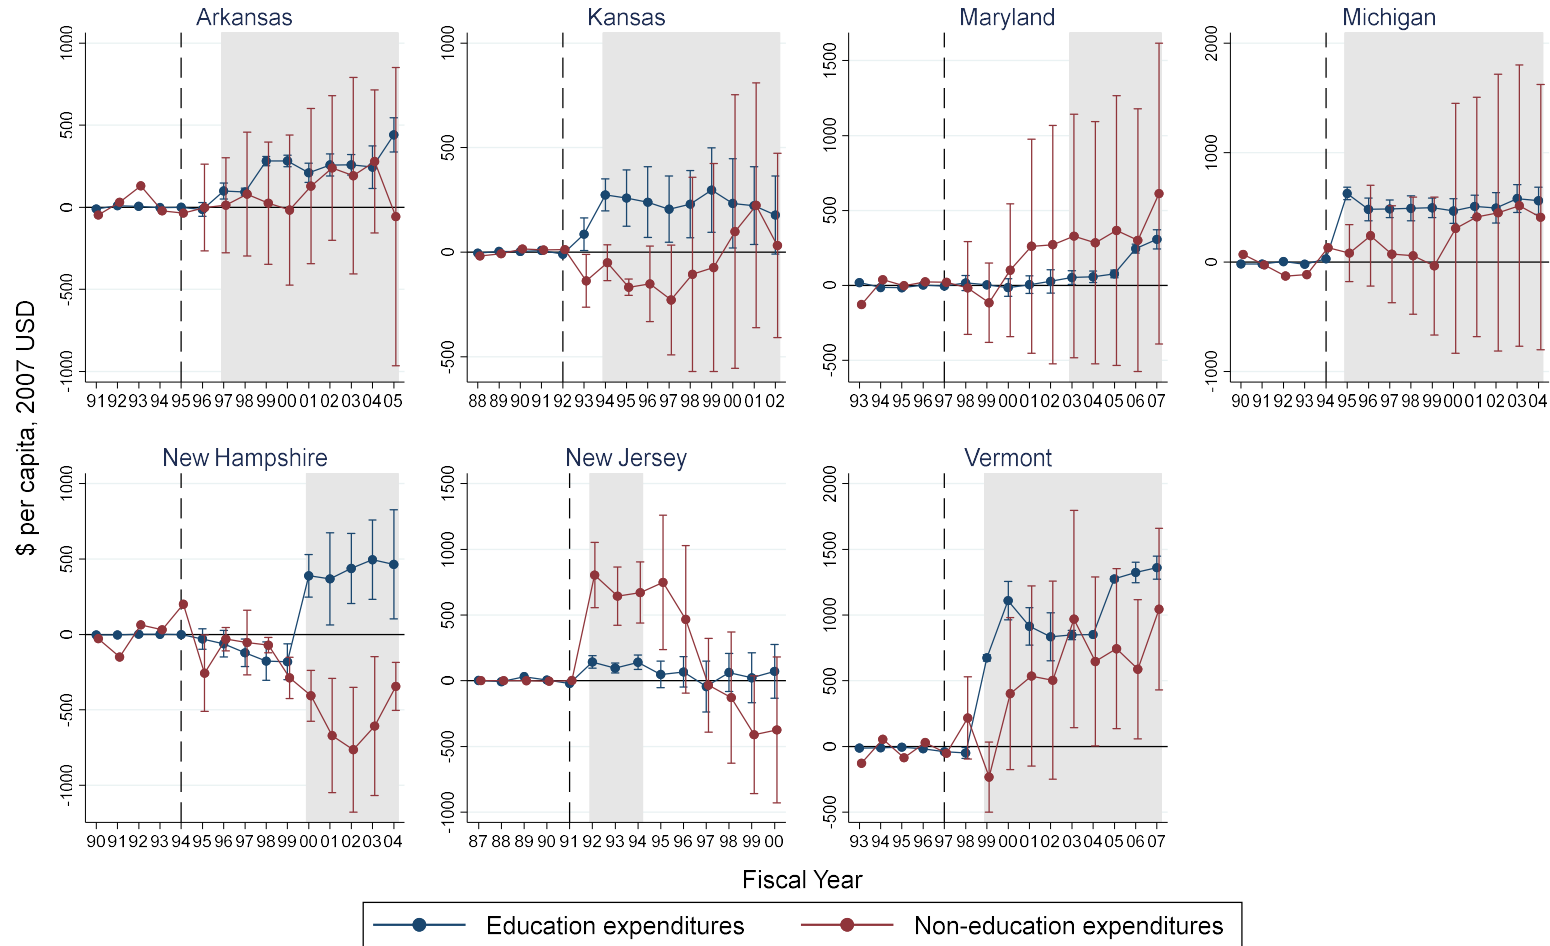 Arkansas
Kansas
Maryland
Michigan
1000
500
0
-500
-1000
1000
500
0
-500
1500
1000
500
0
-500
2000
1000
0
-1000
91 92 93 94 95 96 97 98 99 00 01 02 03 04 05
88 89 90 91 92 93 94 95 96 97 98 99 00 01 02
93 94 95 96 97 98 99 00 01 02 03 04 05 06 07
90 91 92 93 94 95 96 97 98 99 00 01 02 03 04
$ per capita, 2007 USD
New Hampshire
New Jersey
Vermont
1000
500
0
-500
-1000
1500
1000
500
0
-500
-1000
2000
1500
1000
500
0
-500
90 91 92 93 94 95 96 97 98 99 00 01 02 03 04
87 88 89 90 91 92 93 94 95 96 97 98 99 00
93 94 95 96 97 98 99 00 01 02 03 04 05 06 07
Fiscal Year
Education expenditures
Non-education expenditures